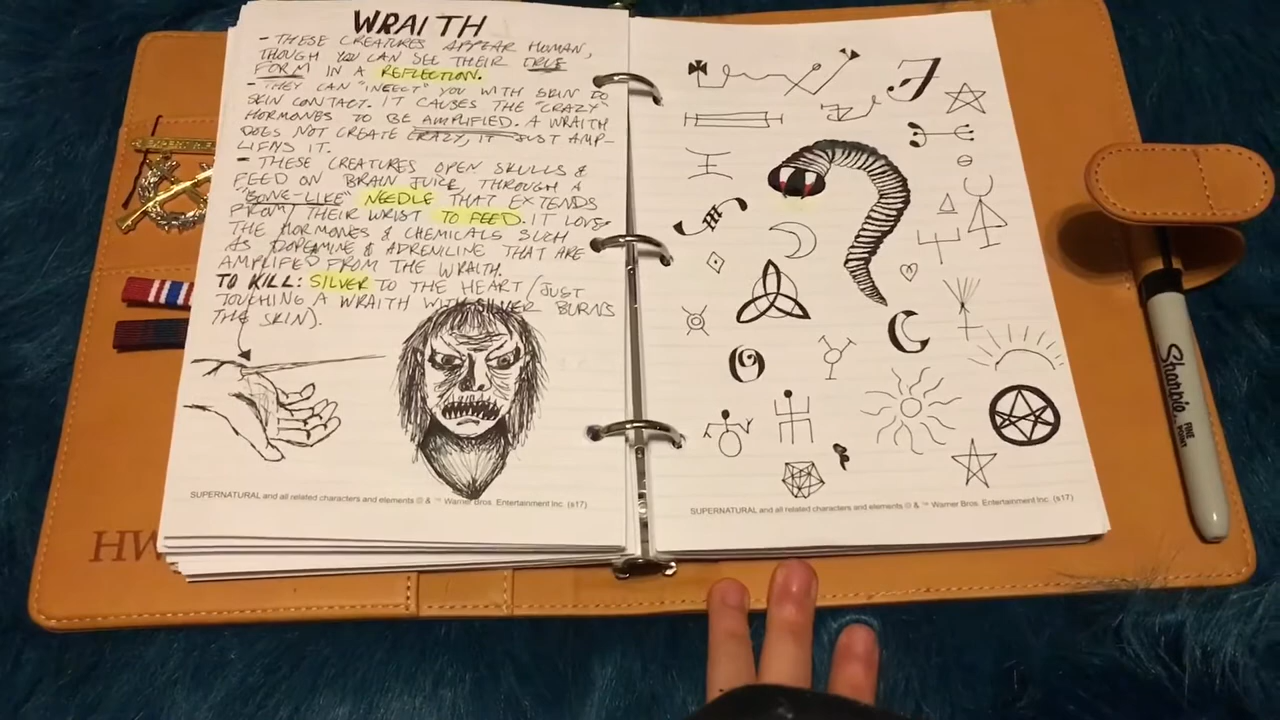 WRAITH
- THESE CREATURES APPEAR HUMAN,
THOUGH YOU CAN SEE THEIR TRUE
FORM IN A REFLECTION.
- THEY CAN "INFECT" YOU WITH SKIN TO
SKIN CONTACT. IT CAUSES THE "CRAZY"
HORMONES TO BE AMPLIFIED. A WRAITH
DOES NOT CREATE CRAZY, IT JUST AMP-
LIFIES IT.
- THESE CREATURES OPEN SKULLS &
FEED ON BRAIN JUICE, THROUGH A
"BONE-LIKE" NEEDLE THAT EXTENDS
FROM THEIR WRIST TO FEED. IT LOVES
THE HORMONES & CHEMICALS SUCH
AS DOPAMINE & ADRENILINE THAT ARE
AMPLIFIED FROM THE WRAITH.
TO KILL: SILVER TO THE HEART (JUST
TOUCHING A WRAITH WITH SILVER BURNS
THE SKIN).
SUPERNATURAL and all related characters and elements © & ™ Warner Bros. Entertainment Inc. (s17)
SUPERNATURAL and all related characters and elements © & ™ Warner Bros. Entertainment Inc. (s17)
HW
Sharpie
FINE
POINT